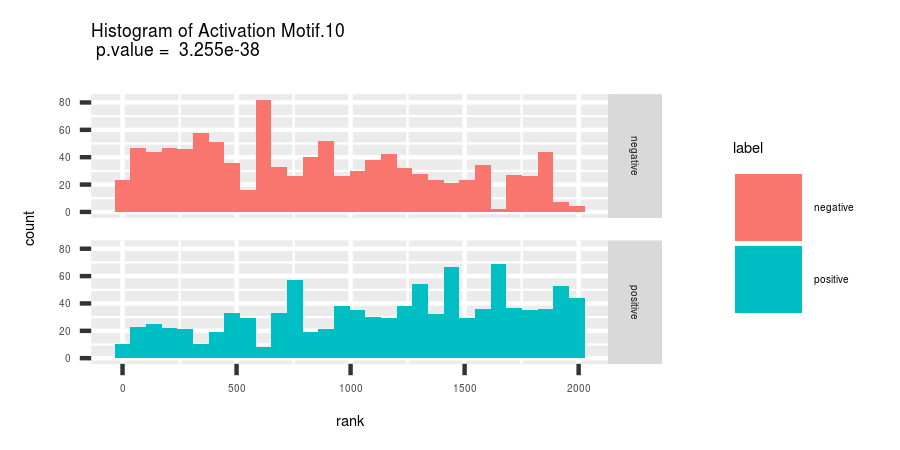 Histogram of Activation Motif.10
p.value = 3.255e-38
count
80
60
40
20
0
negative
80
60
40
20
0
positive
0 500 1000 1500 2000
rank
label
negative
positive